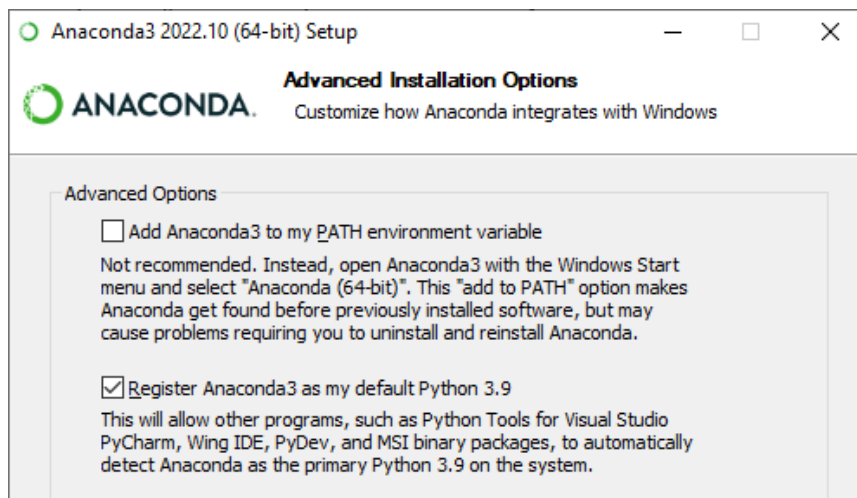 Anaconda3 2022.10 (64-bit) Setup
ANACONDA.
Advanced Installation Options
Customize how Anaconda integrates with Windows
Advanced Options
Add Anaconda3 to my PATH environment variable
Not recommended. Instead, open Anaconda3 with the Windows Start
menu and select "Anaconda (64-bit)". This "add to PATH" option makes
Anaconda get found before previously installed software, but may
cause problems requiring you to uninstall and reinstall Anaconda.
Register Anaconda3 as my default Python 3.9
This will allow other programs, such as Python Tools for Visual Studio
PyCharm, Wing IDE, PyDev, and MSI binary packages, to automatically
detect Anaconda as the primary Python 3.9 on the system.